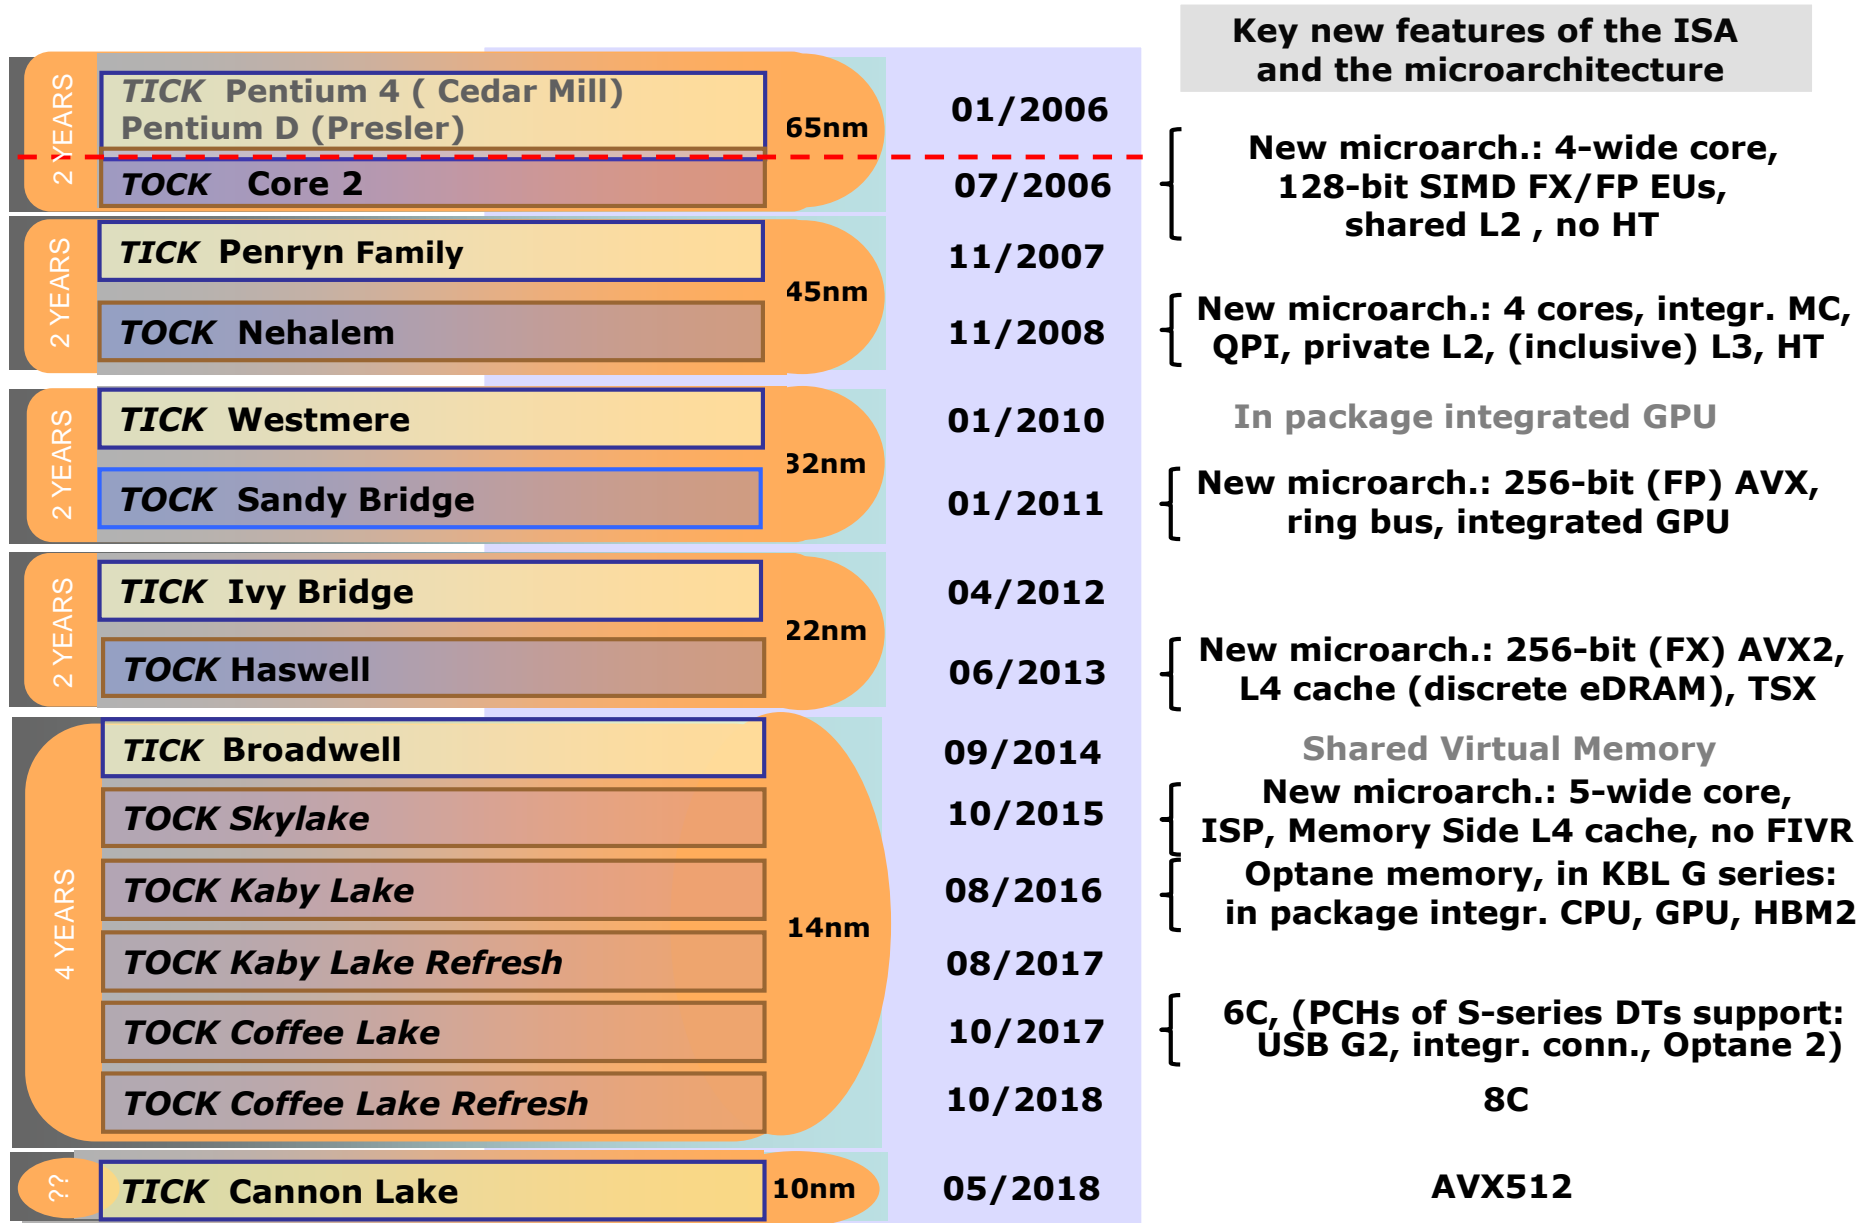 Key new features of the ISA
and the microarchitecture
2 YEARS
TICK Pentium 4 ( Cedar Mill)
Pentium D (Presler)
65nm
01/2006
TOCK Core 2
07/2006
New microarch.: 4-wide core,
128-bit SIMD FX/FP EUs,
shared L2 , no HT
2 YEARS
TICK Penryn Family
45nm
11/2007
TOCK Nehalem
11/2008
New microarch.: 4 cores, integr. MC,
QPI, private L2, (inclusive) L3, HT
2 YEARS
TICK Westmere
32nm
01/2010
In package integrated GPU
TOCK Sandy Bridge
01/2011
New microarch.: 256-bit (FP) AVX,
ring bus, integrated GPU
2 YEARS
TICK Ivy Bridge
22nm
04/2012
TOCK Haswell
06/2013
New microarch.: 256-bit (FX) AVX2,
L4 cache (discrete eDRAM), TSX
4 YEARS
TICK Broadwell
14nm
09/2014
Shared Virtual Memory
TOCK Skylake
10/2015
New microarch.: 5-wide core,
ISP, Memory Side L4 cache, no FIVR
TOCK Kaby Lake
08/2016
Optane memory, in KBL G series:
in package integr. CPU, GPU, HBM2
TOCK Kaby Lake Refresh
08/2017
TOCK Coffee Lake
10/2017
6C, (PCHs of S-series DTs support:
USB G2, integr. conn., Optane 2)
TOCK Coffee Lake Refresh
10/2018
8C
??
TICK Cannon Lake
10nm
05/2018
AVX512